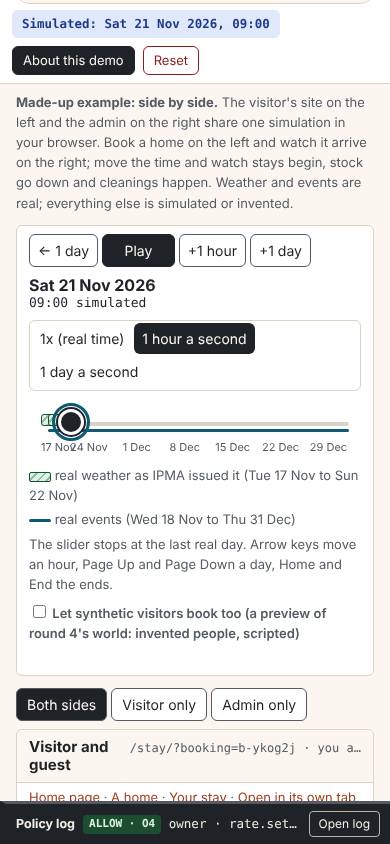 Simulated: Sat 21 Nov 2026, 09:00
About this demo Reset
Made-up example: side by side. The visitor's site on the
left and the admin on the right share one simulation in
your browser. Book a home on the left and watch it arrive
on the right; move the time and watch stays begin, stock
go down and cleanings happen. Weather and events are
real; everything else is simulated or invented.
← 1 day Play +1 hour +1 day
Sat 21 Nov 2026
09:00 simulated
1x (real time) 1 hour a second
1 day a second
17 Nov 24 Nov 1 Dec 8 Dec 15 Dec 22 Dec 29 Dec
real weather as IPMA issued it (Tue 17 Nov to Sun
22 Nov)
real events (Wed 18 Nov to Thu 31 Dec)
The slider stops at the last real day. Arrow keys move
an hour, Page Up and Page Down a day, Home and
End the ends.
Let synthetic visitors book too (a preview of
round 4's world: invented people, scripted)
Both sides Visitor only Admin only
Visitor and
guest
/stay/?booking=b-ykog2j · you a…
Home page · A home · Your stay · Open in its own tab
Policy log ALLOW · 04 owner · rate.set… Open log